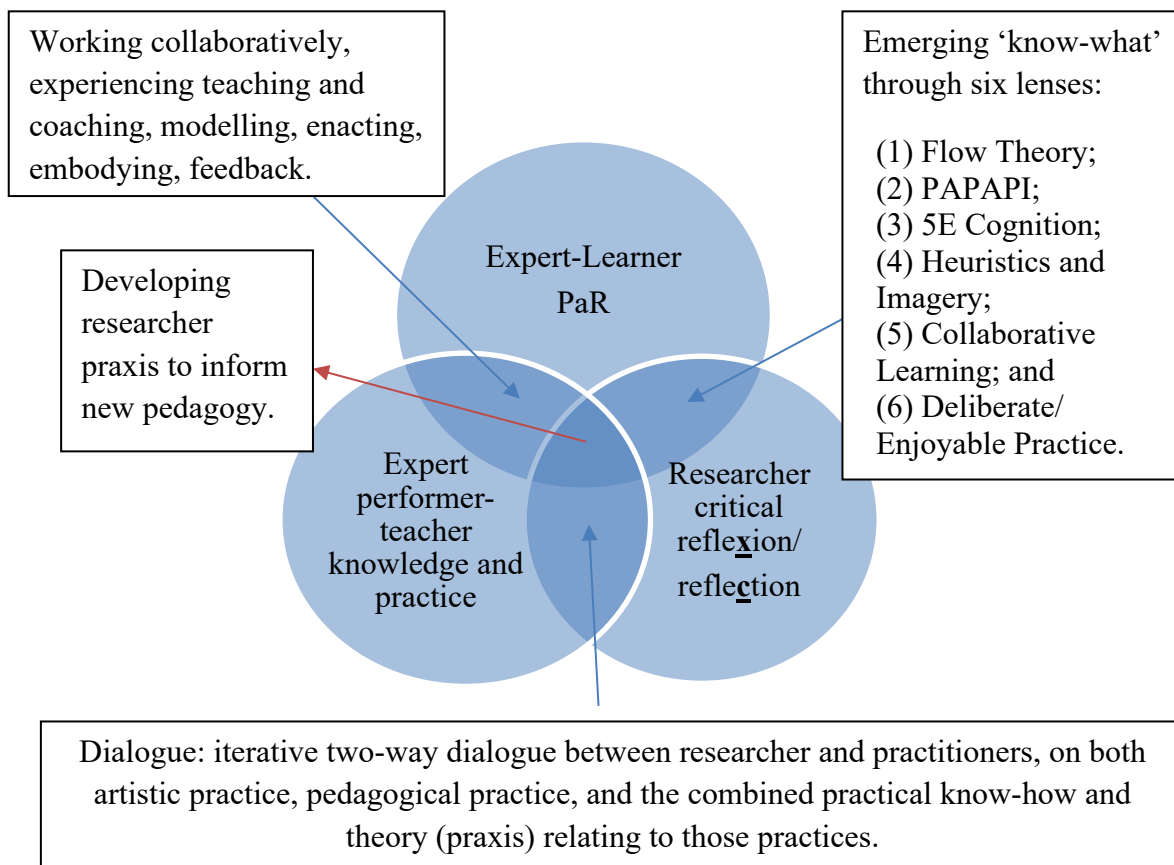 Working collaboratively,
experiencing teaching and
coaching, modelling, enacting,
embodying, feedback.
Emerging ‘know-what’
through six lenses:
(1) Flow Theory;
(2) PAPAPI;
(3) 5E Cognition;
(4) Heuristics and
Imagery;
(5) Collaborative
Learning; and
(6) Deliberate/
Enjoyable Practice.
Developing
researcher
praxis to inform
new pedagogy.
Expert-Learner
PaR
Expert
performer-
teacher
knowledge and
practice
Researcher
critical
reflexion/
reflection
Dialogue: iterative two-way dialogue between researcher and practitioners, on both
artistic practice, pedagogical practice, and the combined practical know-how and
theory (praxis) relating to those practices.